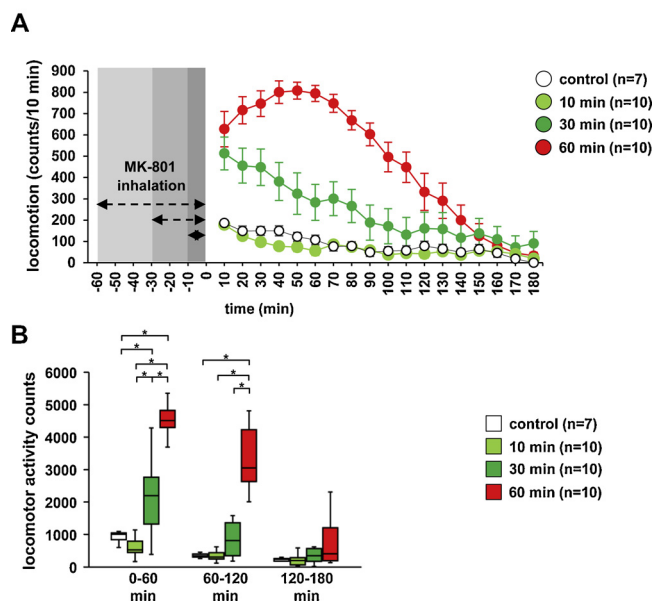 A
900
800
700
600
500
400
300
200
100
0
locomotion (counts/10 min)
MK-801
inhalation
-60 -50 -40 -30 -20 -10 0 10 20 30 40 50 60 70 80 90 100 110 120 130 140 150 160 170 180
time (min)
control (n=7)
10 min (n=10)
30 min (n=10)
60 min (n=10)
B
* * * * *
* * *
6000
5000
4000
3000
2000
1000
0
locomotor activity counts
0-60 60-120 120-180
min min min
control (n=7)
10 min (n=10)
30 min (n=10)
60 min (n=10)